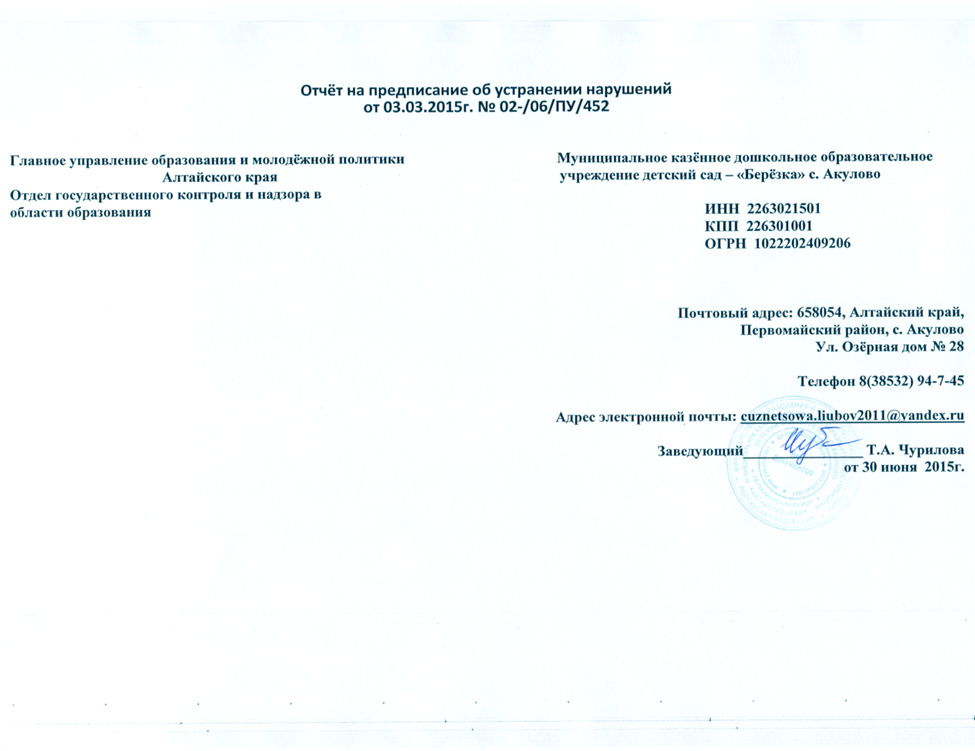 Отчёт на предписание об устранении нарушений
от 03.03.2015г. № 02-/06/ПУ/452
Главное управление образования и молодёжной политики
Алтайского края
Отдел государственного контроля и надзора в
области образования
Муниципальное казённое дошкольное образовательное
учреждение детский сад – «Берёзка» с. Акулово
ИНН 2263021501
КПП 226301001
ОГРН 1022202409206
Почтовый адрес: 658054, Алтайский край,
Первомайский район, с. Акулово
Ул. Озёрная дом № 28
Телефон 8(38532) 94-7-45
Адрес электронной почты: cuznetsowa.liubov2011@yandex.ru
Заведующий________________ Т.А. Чурилова
от 30 июня 2015г.